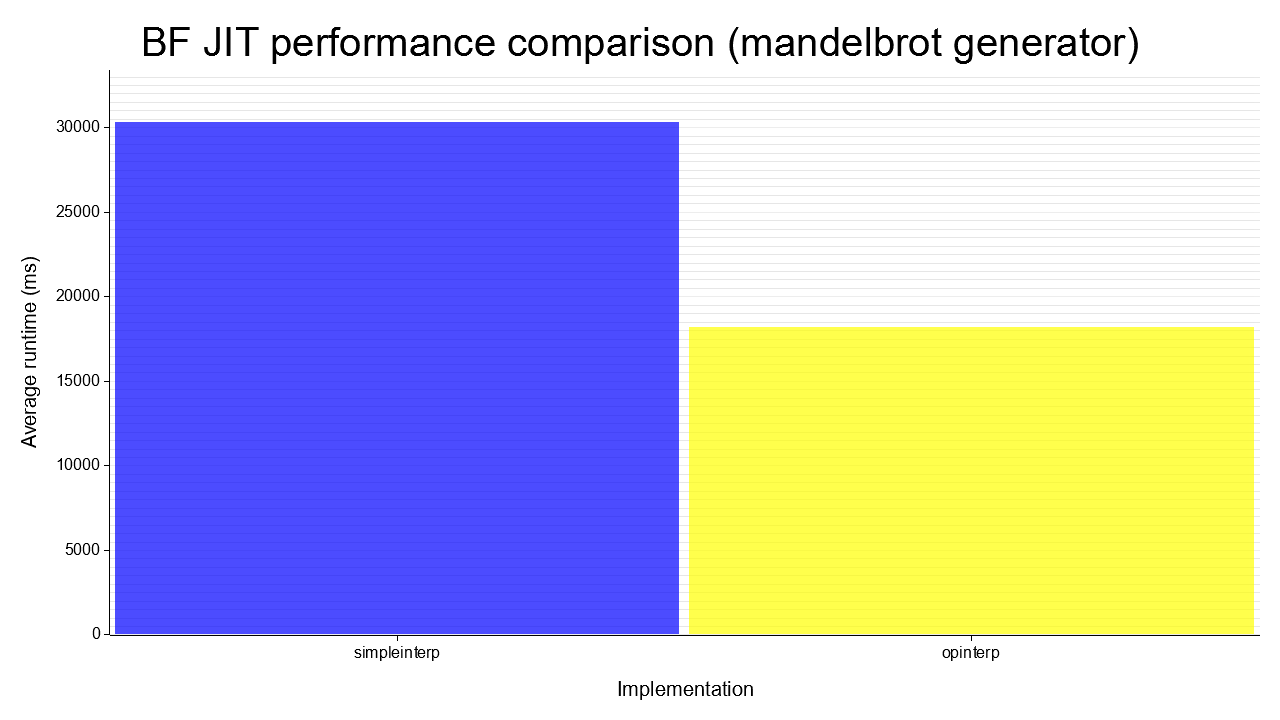 BF JIT performance comparison (mandelbrot generator)
Average runtime (ms)
30000
25000
20000
15000
10000
5000
0
simpleinterp
opinterp
Implementation